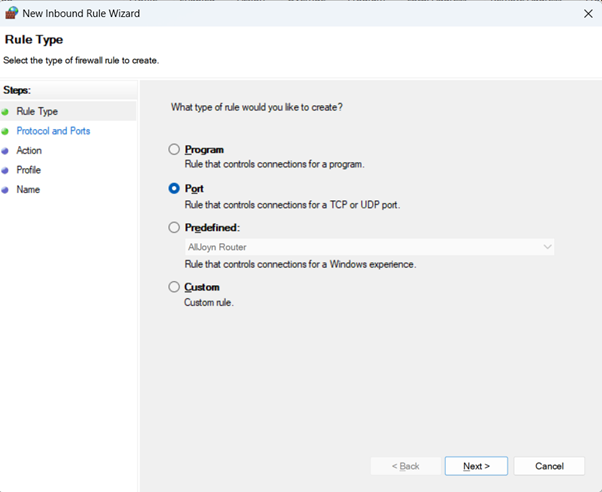 New Inbound Rule Wizard
Rule Type
Select the type of firewall rule to create.
Steps:
Rule Type
Protocol and Ports
Action
Profile
Name
What type of rule would you like to create?
Program
Rule that controls connections for a program.
Port
Rule that controls connections for a TCP or UDP port.
Predefined:
AllJoyn Router
Rule that controls connections for a Windows experience.
Custom
Custom rule.
< Back
Next >
Cancel